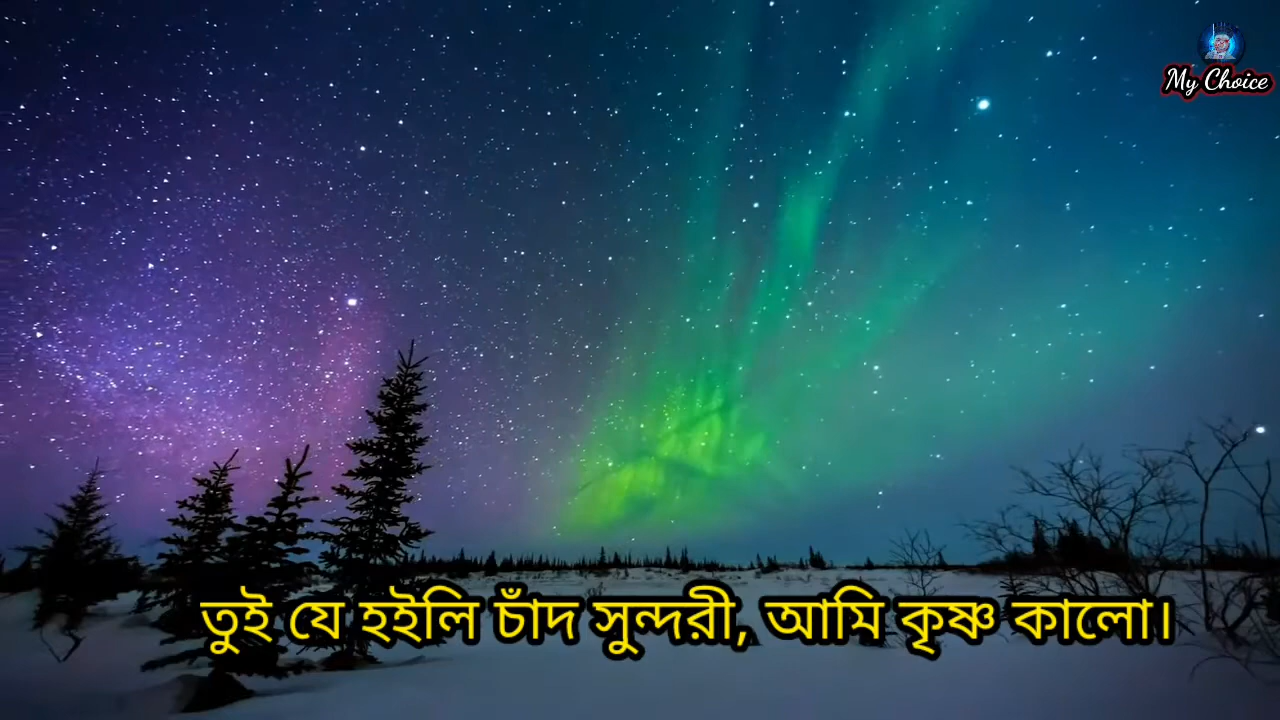 My Choice
তুই যে হইলি চাঁদ সুন্দরী, আমি কৃষ্ণ কালো।